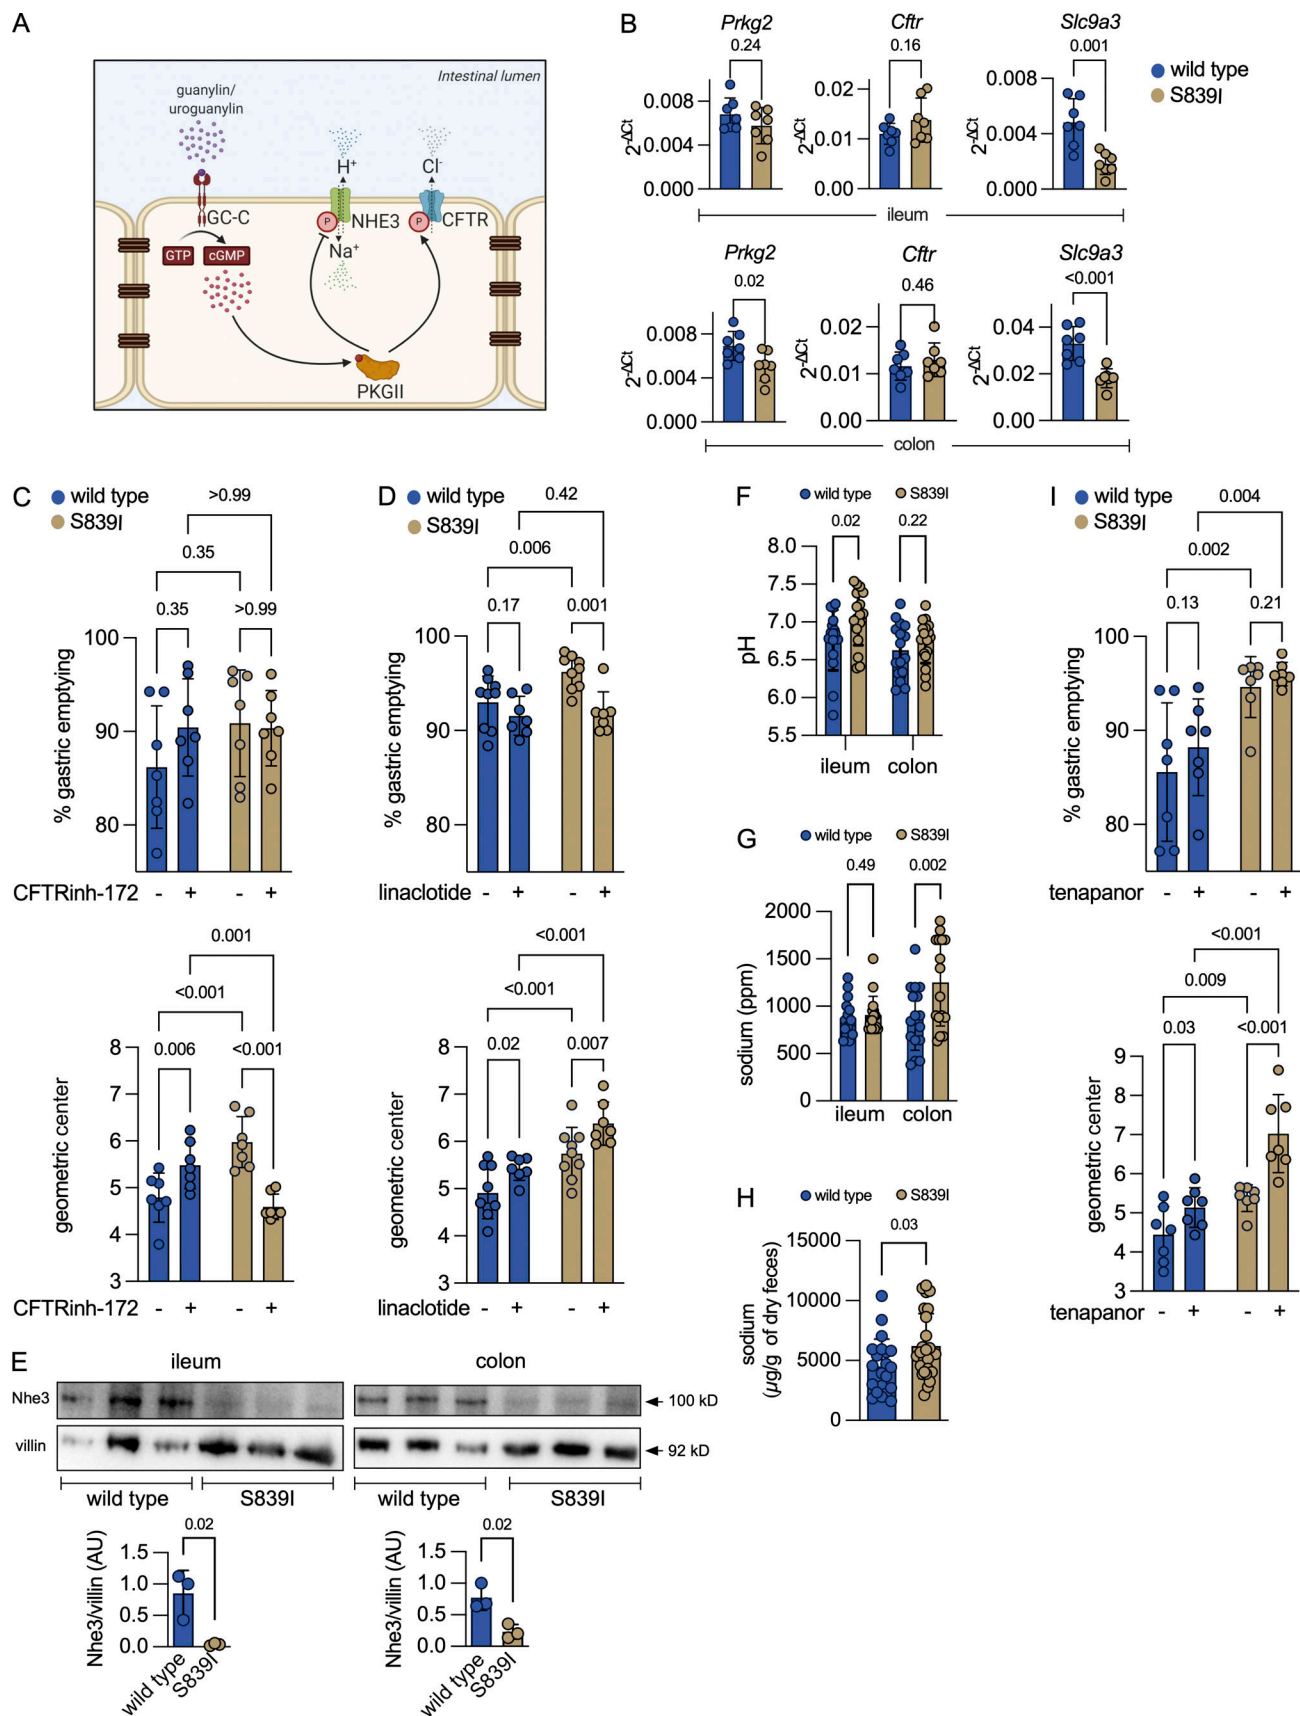 A
Intestinal lumen
guanylin/
uroguanylin
H+
Cl-
P
P
GC-C
NHE3
CFTR
GTP
cGMP
Na+
PKGII
B
Prkg2
Cftr
Slc9a3
0.24
0.16
0.001
wild type
S839I
2-ΔCt
0.008
0.004
0.000
2-ΔCt
0.02
0.01
0.00
2-ΔCt
0.008
0.004
0.000
ileum
Prkg2
Cftr
Slc9a3
0.02
0.46
<0.001
2-ΔCt
0.008
0.004
0.000
2-ΔCt
0.02
0.01
0.00
2-ΔCt
0.04
0.02
0.00
colon
C
wild type
S839I
>0.99
0.35
0.35
>0.99
% gastric emptying
100
90
80
CFTRinh-172 - + - +
0.001
<0.001
0.006
<0.001
geometric center
8
7
6
5
4
3
CFTRinh-172 - + - +
D
wild type
S839I
0.42
0.006
0.17
0.001
% gastric emptying
100
90
80
linaclotide - + - +
<0.001
<0.001
0.02
0.007
geometric center
8
7
6
5
4
3
linaclotide - + - +
E
ileum
colon
Nhe3
100 kD
villin
92 kD
wild type
S839I
wild type
S839I
0.02
Nhe3/villin (AU)
1.5
1.0
0.5
0.0
wild type
S839I
0.02
Nhe3/villin (AU)
1.5
1.0
0.5
0.0
wild type
S839I
F
wild type
S839I
0.02
0.22
pH
8.0
7.5
7.0
6.5
6.0
5.5
ileum
colon
G
wild type
S839I
0.49
0.002
sodium (ppm)
2000
1500
1000
500
0
ileum
colon
H
wild type
S839I
0.03
sodium
(µg/g of dry feces)
15000
10000
5000
0
I
wild type
S839I
0.004
0.002
0.13
0.21
% gastric emptying
100
90
80
tenapanor - + - +
<0.001
0.009
0.03
<0.001
geometric center
9
8
7
6
5
4
3
tenapanor - + - +